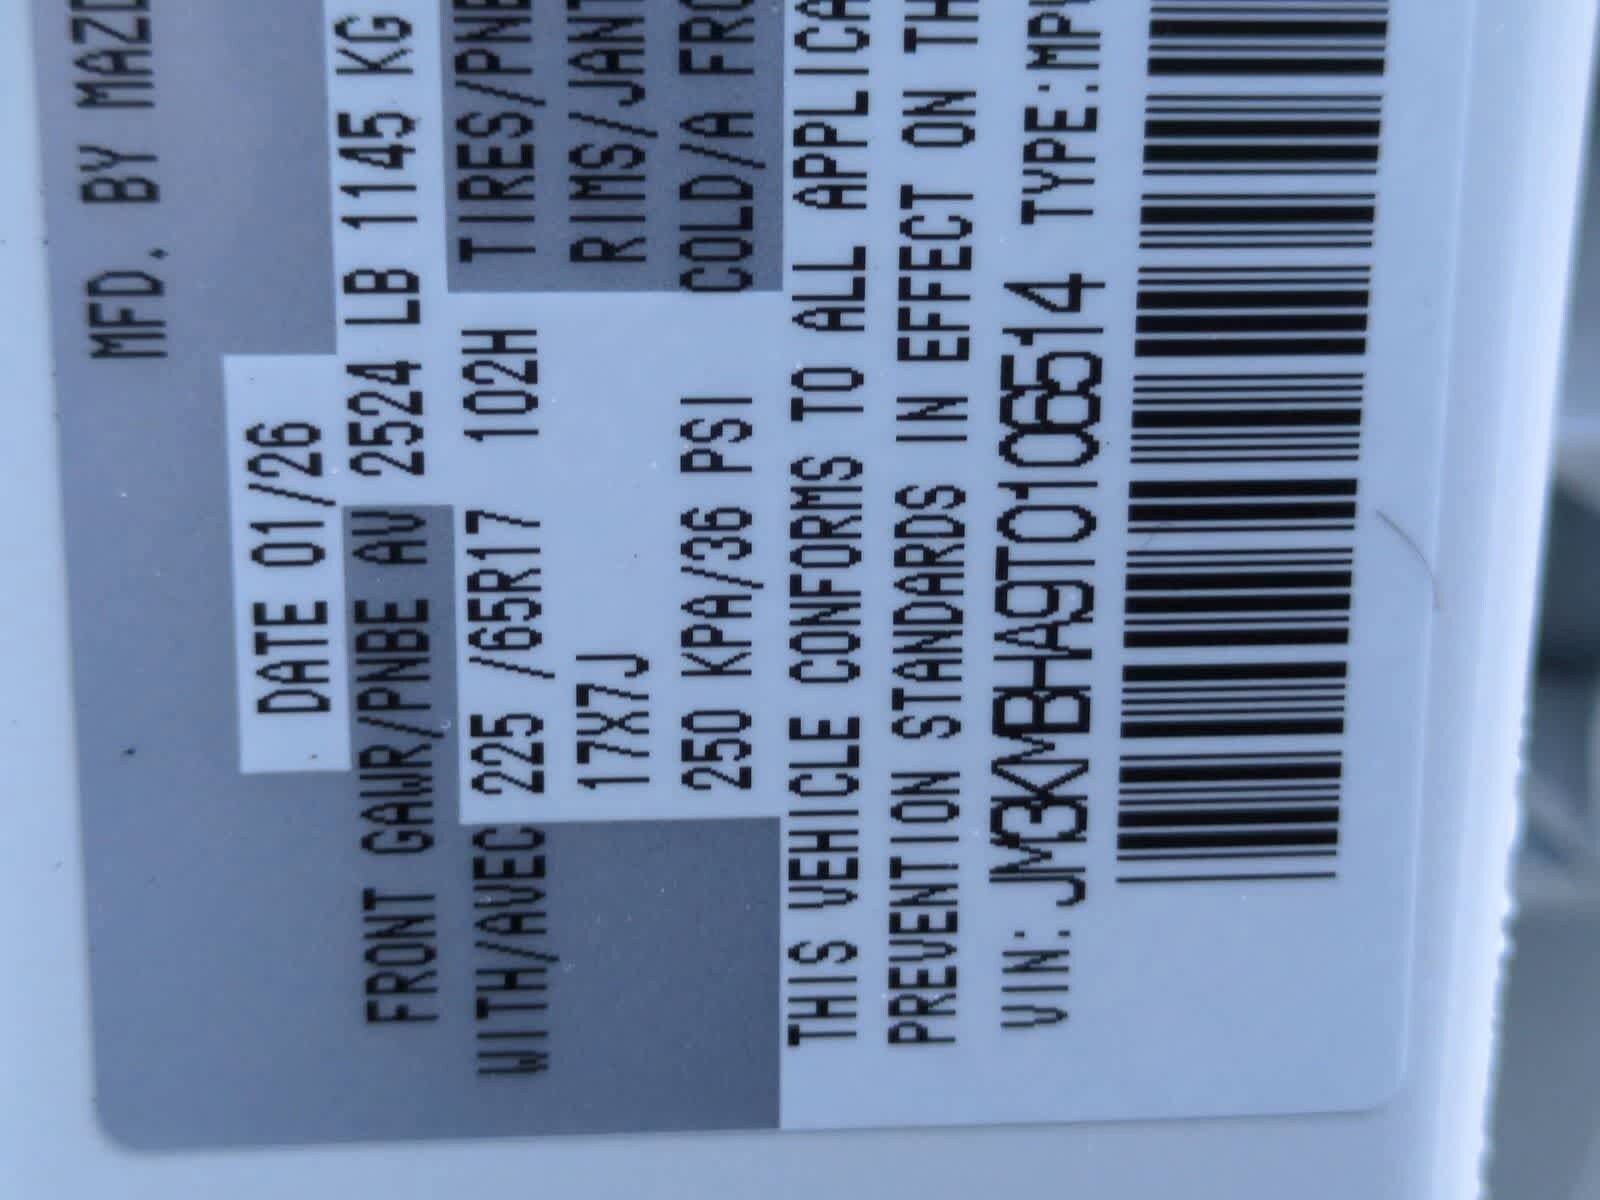 MFD. BY MAZD
DATE 01/26
FRONT GAWR/PNBE AV 2524 LB 1145 KG
WITH/AVEC 225 /65R17 102H TIRES/PNE
17X7J RIMS/JANT
250 KPA/36 PSI COLD/A FRO
THIS VEHICLE CONFORMS TO ALL APPLICA
PREVENTION STANDARDS IN EFFECT ON TH
VIN: JM3KMBHA9T0106514 TYPE:MPV